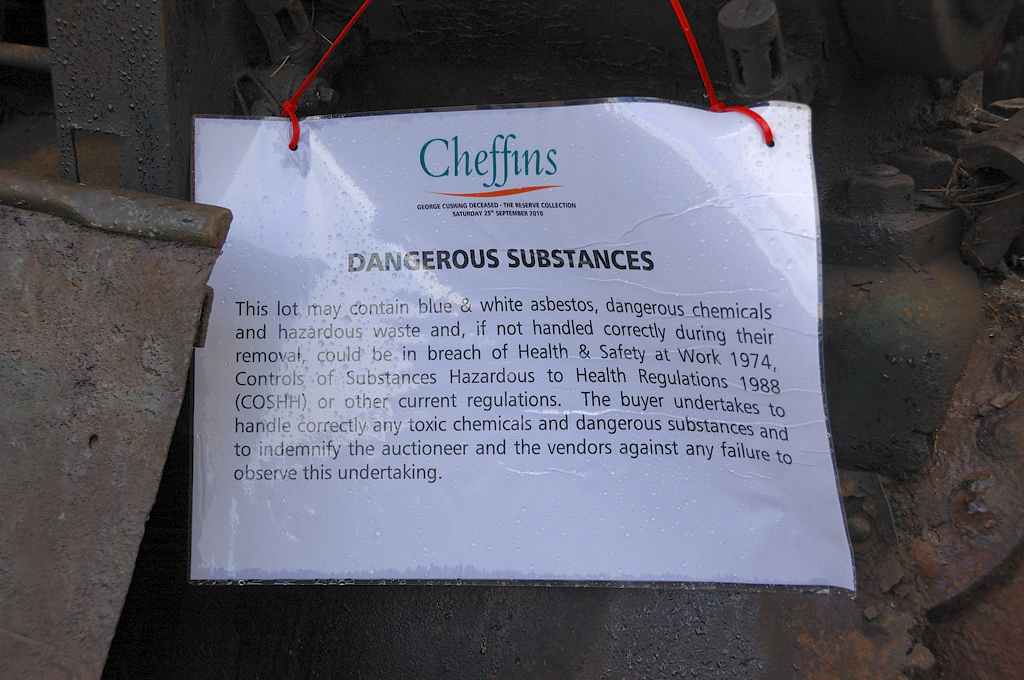 Cheffins
GEORGE CUSHING DECEASED - THE RESERVE COLLECTION
SATURDAY 25th SEPTEMBER 2010
DANGEROUS SUBSTANCES
This lot may contain blue & white asbestos, dangerous chemicals
and hazardous waste and, if not handled correctly during their
removal, could be in breach of Health & Safety at Work 1974,
Controls of Substances Hazardous to Health Regulations 1988
(COSHH) or other current regulations. The buyer undertakes to
handle correctly any toxic chemicals and dangerous substances and
to indemnify the auctioneer and the vendors against any failure to
observe this undertaking.